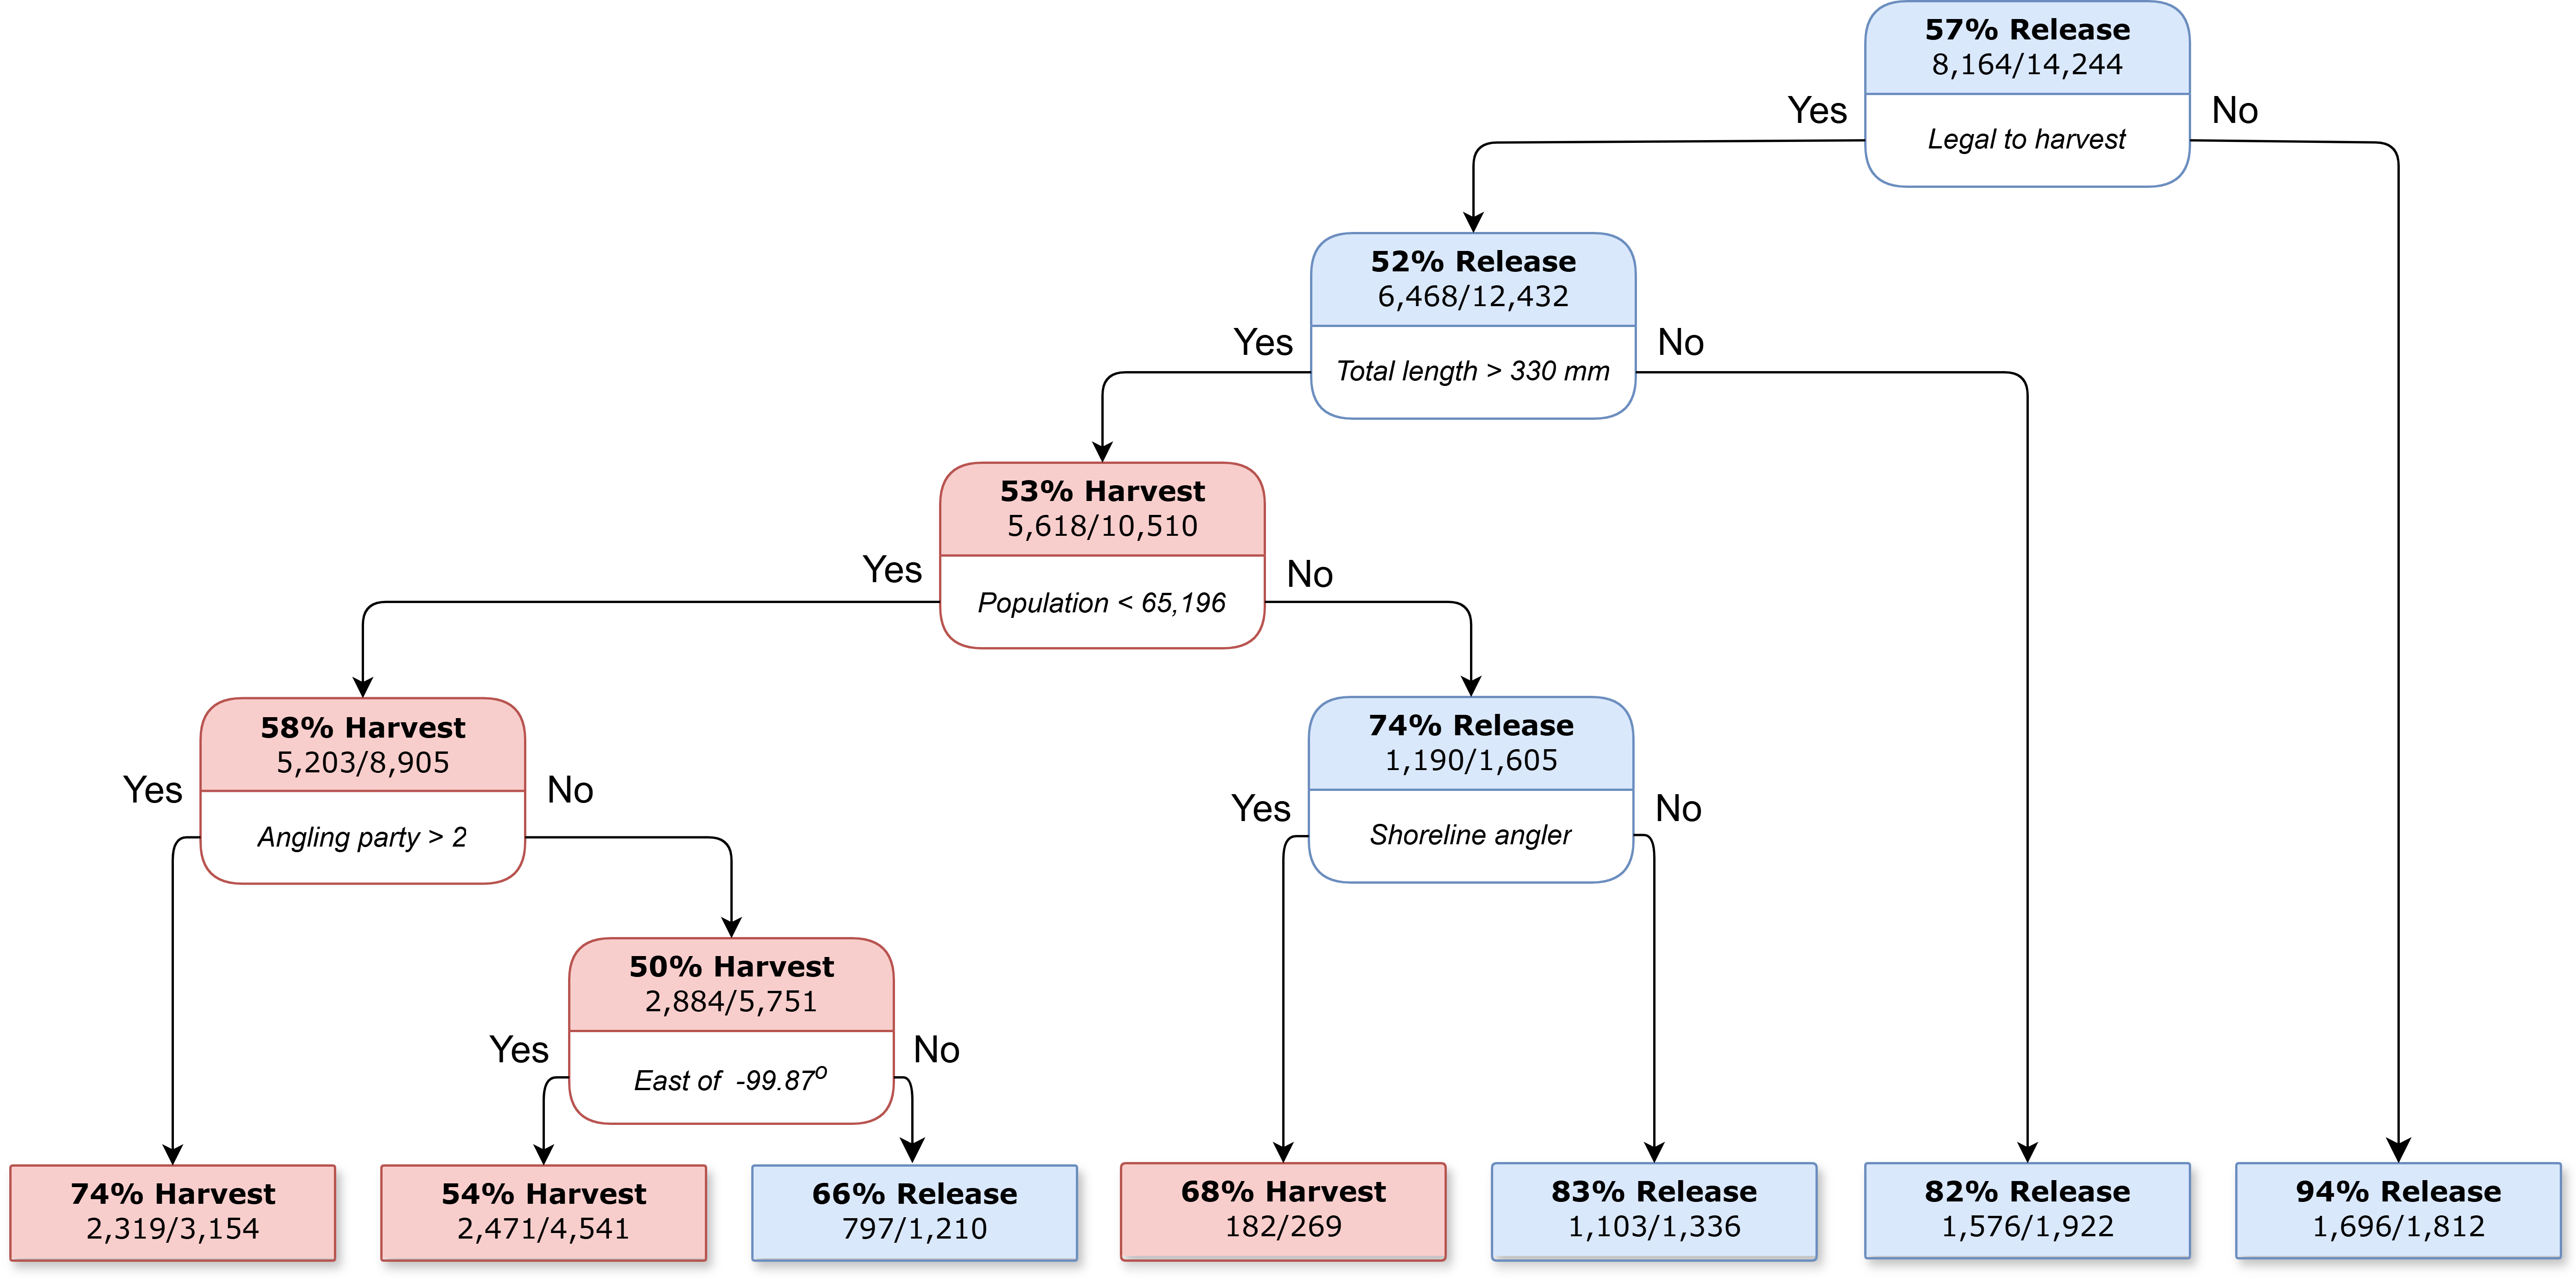 57% Release
8,164/14,244
Yes
No
Legal to harvest
52% Release
6,468/12,432
Yes
No
Total length > 330 mm
53% Harvest
5,618/10,510
Yes
No
Population < 65,196
58% Harvest
5,203/8,905
Yes
No
Angling party > 2
74% Release
1,190/1,605
Yes
No
Shoreline angler
50% Harvest
2,884/5,751
Yes
No
East of -99.87º
74% Harvest
2,319/3,154
54% Harvest
2,471/4,541
66% Release
797/1,210
68% Harvest
182/269
83% Release
1,103/1,336
82% Release
1,576/1,922
94% Release
1,696/1,812